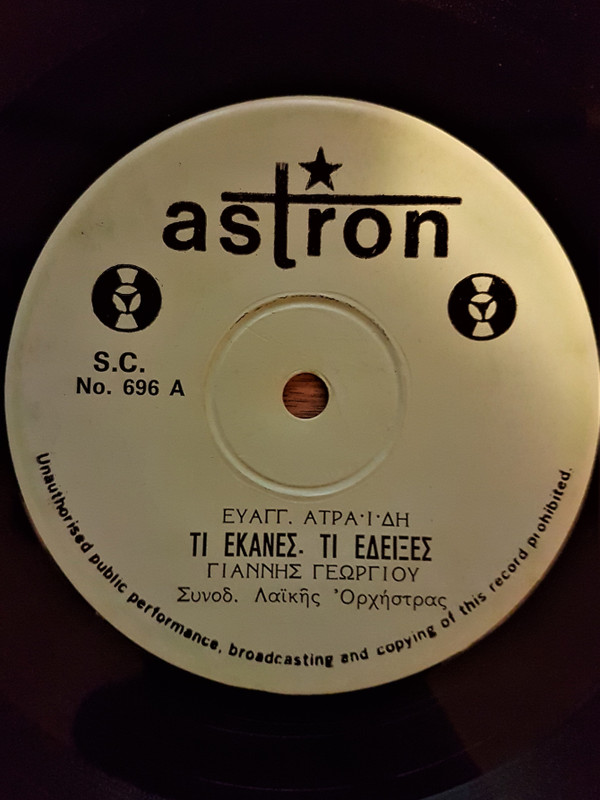 astron
S.C.
No. 696 A
ΕΥΑΓΓ. ΑΤΡΑ·Ι·ΔΗ
ΤΙ ΕΚΑΝΕΣ. ΤΙ ΕΔΕΙΞΕΣ
ΓΙΑΝΝΗΣ ΓΕΩΡΓΙΟΥ
Συνοδ. Λαϊκῆς Ὀρχήστρας
Unauthorised public performance, broadcasting and copying of this record prohibited.